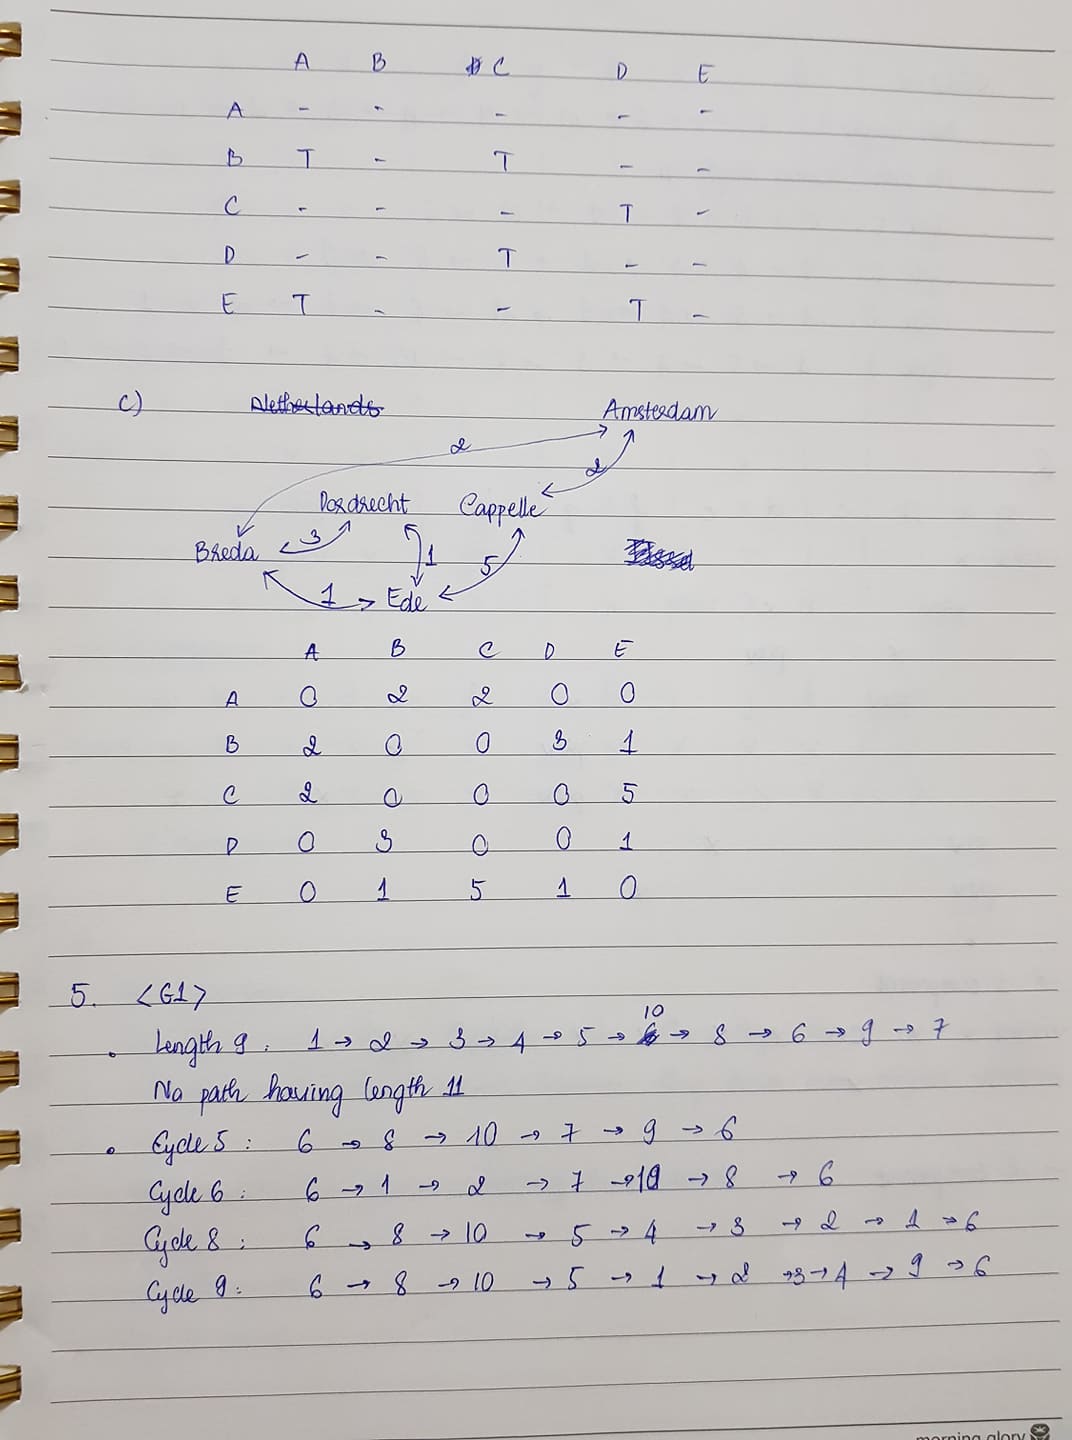 A B C D E
A - - - - -
B T - T - -
C - - - T -
D - - T - -
E T - - T -
c) Netherlands Amsterdam
2
2
Dordrecht Cappelle
3
Breda 1 5
1 Ede
A B C D E
A 0 2 2 0 0
B 2 0 0 3 1
C 2 0 0 0 5
D 0 3 0 0 1
E 0 1 5 1 0
5. <G1>
10
Length 9: 1 → 2 → 3 → 4 → 5 → → 8 → 6 → 9 → 7
No path having length 11
• Cycle 5: 6 → 8 → 10 → 7 → 9 → 6
Cycle 6: 6 → 1 → 2 → 7 → 10 → 8 → 6
Cycle 8: 6 → 8 → 10 → 5 → 4 → 3 → 2 → 1 → 6
Cycle 9: 6 → 8 → 10 → 5 → 1 → 2 → 3 → 4 → 9 → 6
morning glory